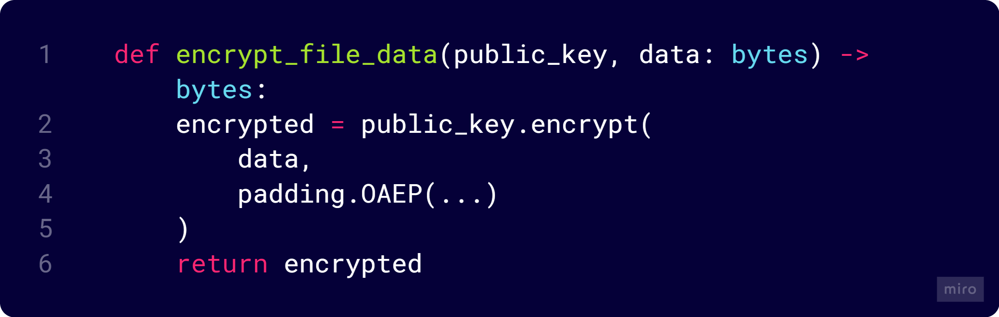 1 def encrypt_file_data(public_key, data: bytes) ->
bytes:
2 encrypted = public_key.encrypt(
3 data,
4 padding.OAEP(...)
5 )
6 return encrypted
miro